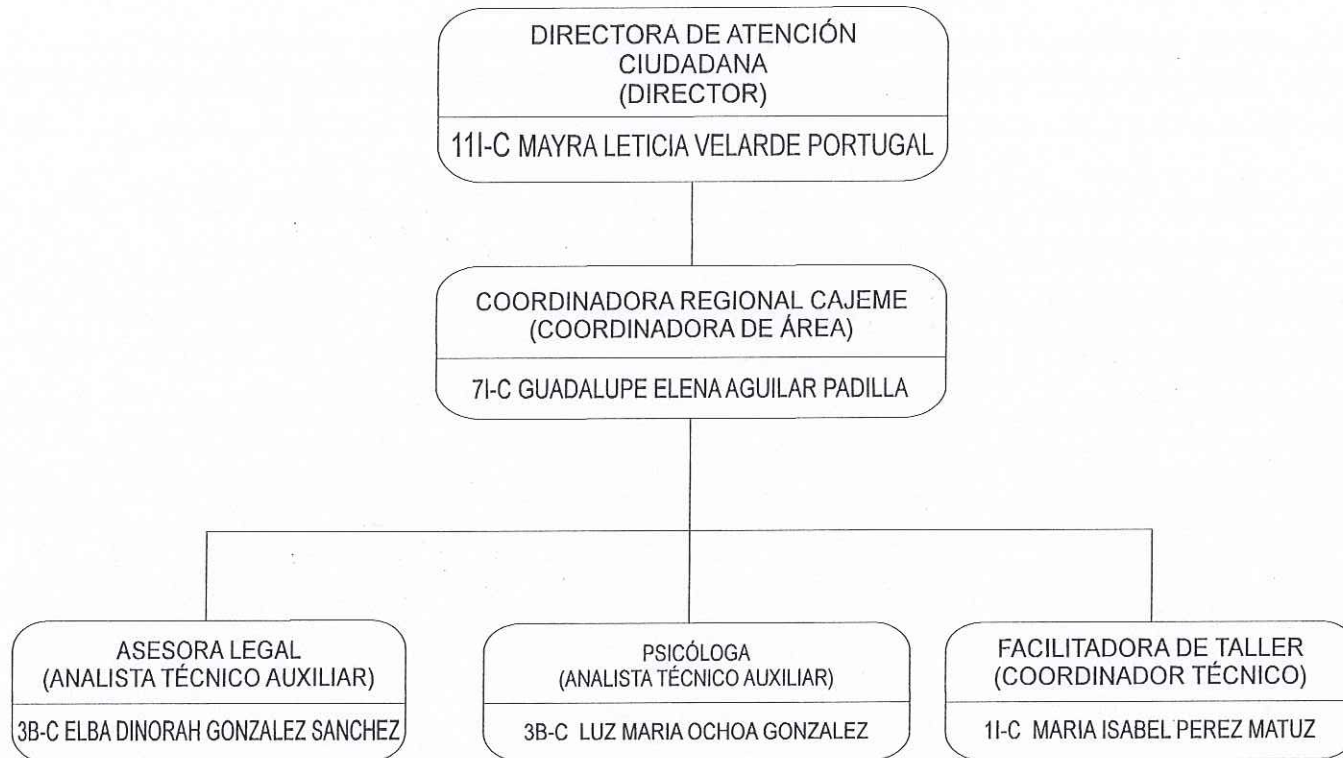 DIRECTORA DE ATENCIÓN
CIUDADANA
(DIRECTOR)
11I-C MAYRA LETICIA VELARDE PORTUGAL
COORDINADORA REGIONAL CAJEME
(COORDINADORA DE ÁREA)
7I-C GUADALUPE ELENA AGUILAR PADILLA
ASESORA LEGAL
(ANALISTA TÉCNICO AUXILIAR)
3B-C ELBA DINORAH GONZALEZ SANCHEZ
PSICÓLOGA
(ANALISTA TÉCNICO AUXILIAR)
3B-C LUZ MARIA OCHOA GONZALEZ
FACILITADORA DE TALLER
(COORDINADOR TÉCNICO)
1I-C MARIA ISABEL PEREZ MATUZ